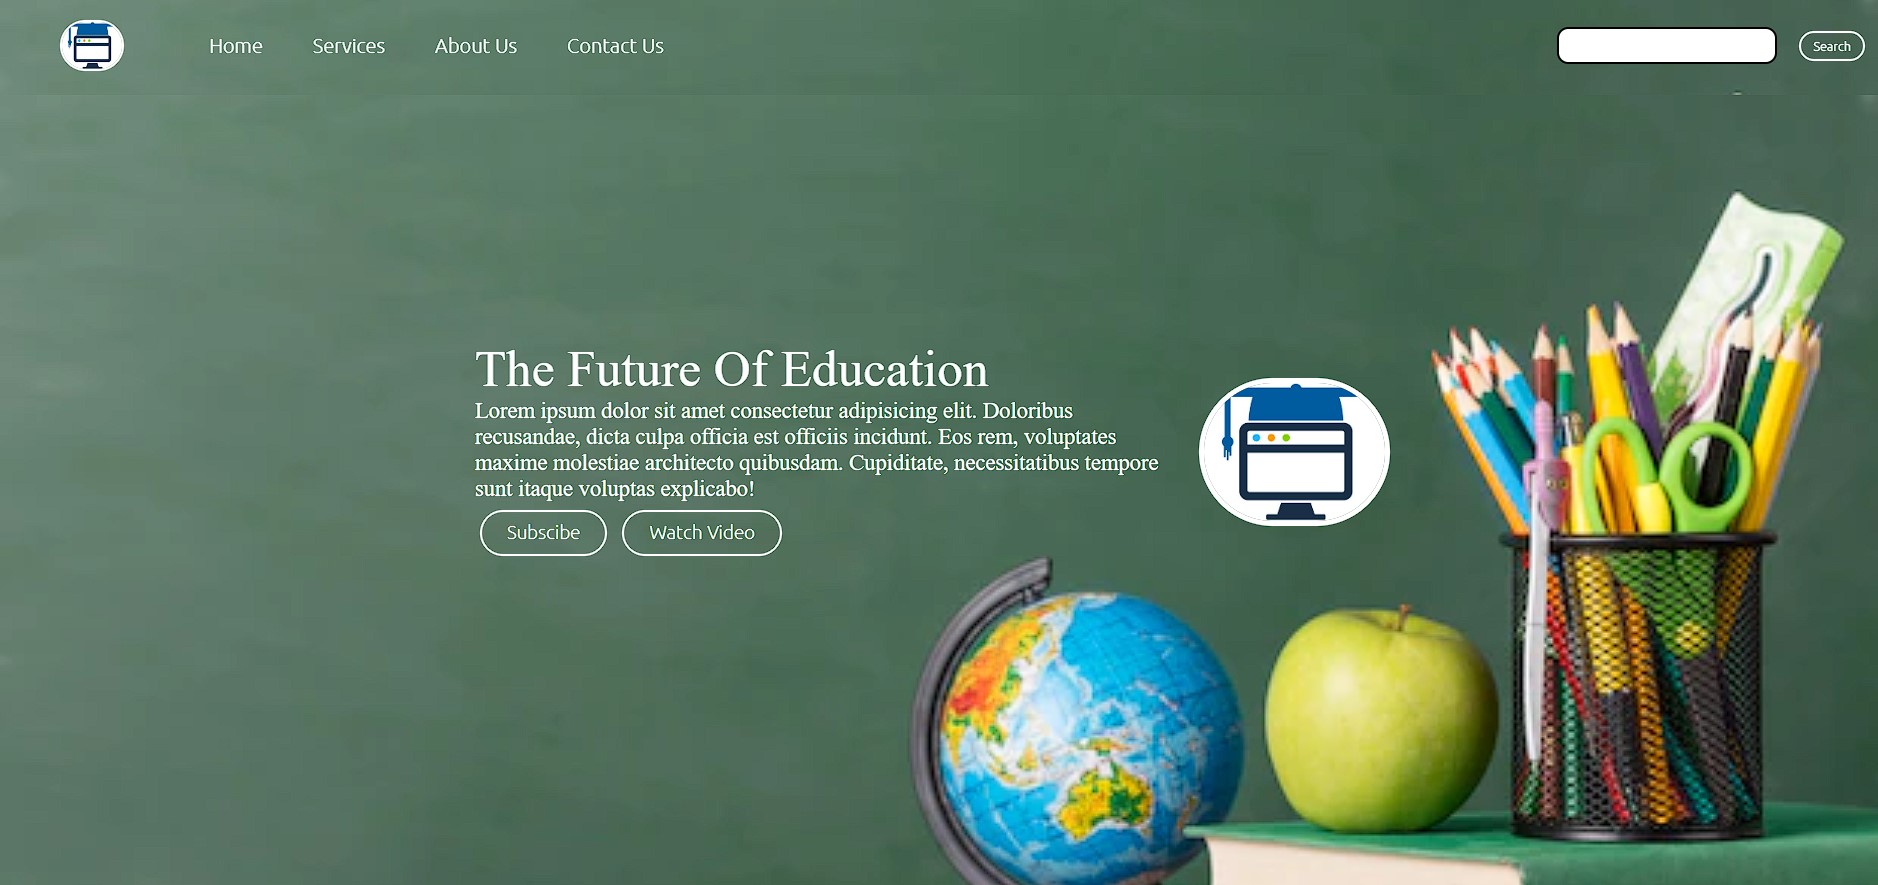 Home Services About Us Contact Us Search
The Future Of Education
Lorem ipsum dolor sit amet consectetur adipisicing elit. Doloribus
recusandae, dicta culpa officia est officiis incidunt. Eos rem, voluptates
maxime molestiae architecto quibusdam. Cupiditate, necessitatibus tempore
sunt itaque voluptas explicabo!
Subscibe Watch Video